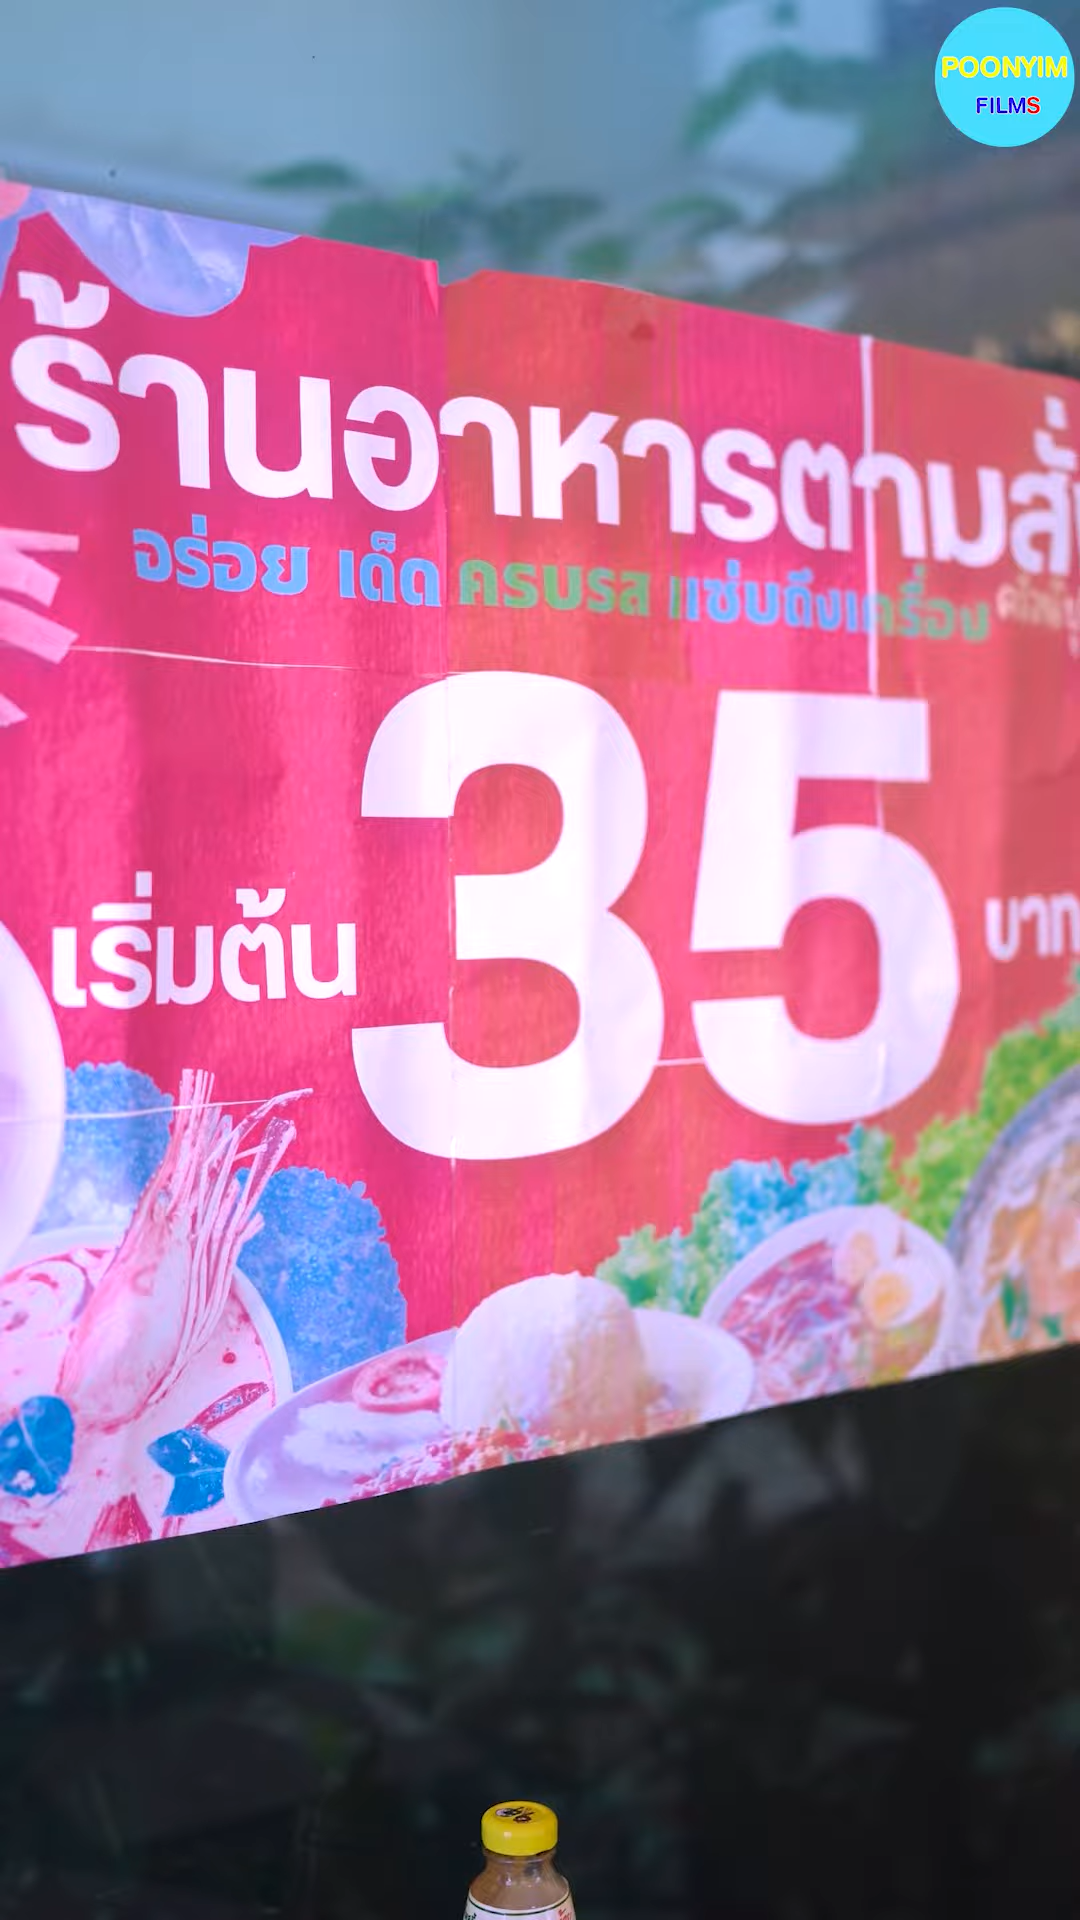 POONYIM
FILMS
ร้านอาหารตามสั่ง
อร่อย เด็ด ครบรส แซ่บถึงเครื่อง
เริ่มต้น 35 บาท